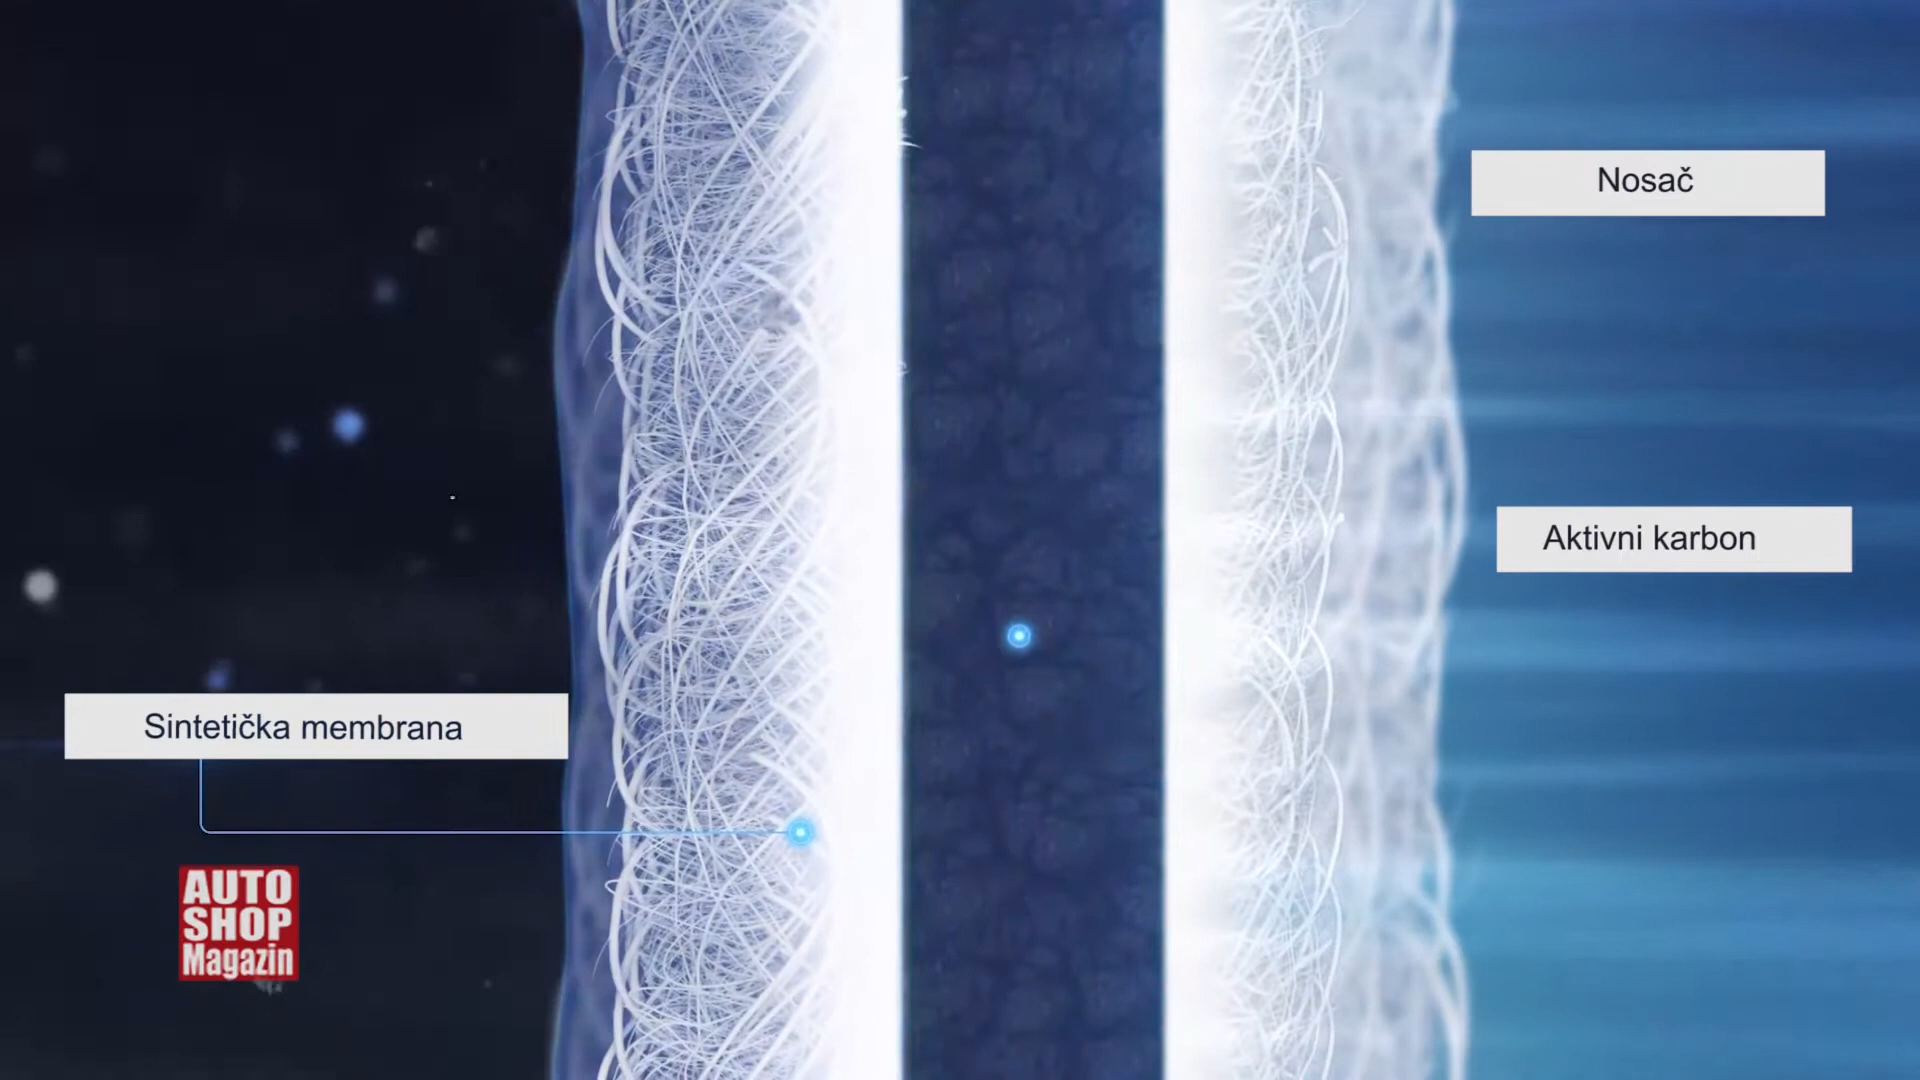 Nosač
Aktivni karbon
Sintetička membrana
AUTO
SHOP
Magazin